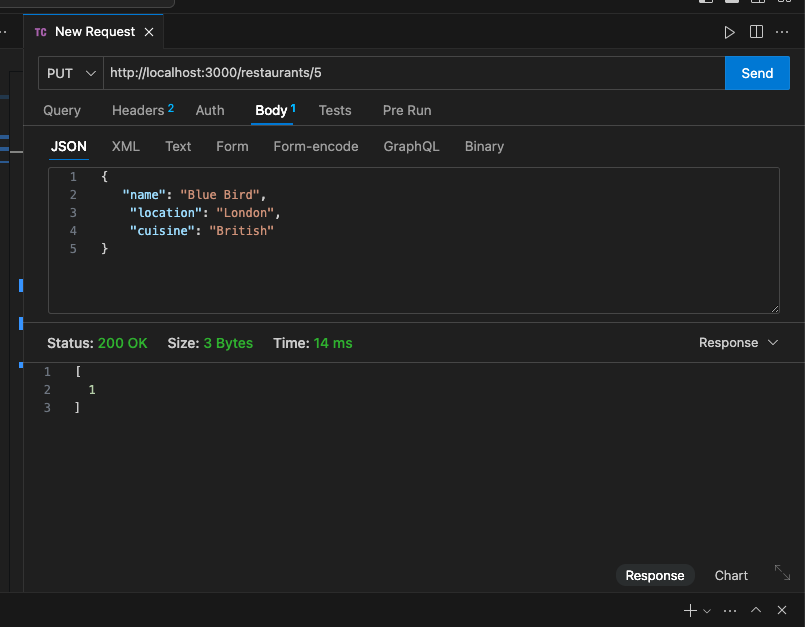 TC New Request
PUT http://localhost:3000/restaurants/5 Send
Query Headers 2 Auth Body 1 Tests Pre Run
JSON XML Text Form Form-encode GraphQL Binary
1 {
2 "name": "Blue Bird",
3 "location": "London",
4 "cuisine": "British"
5 }
Status: 200 OK Size: 3 Bytes Time: 14 ms Response
1 [
2 1
3 ]
Response Chart